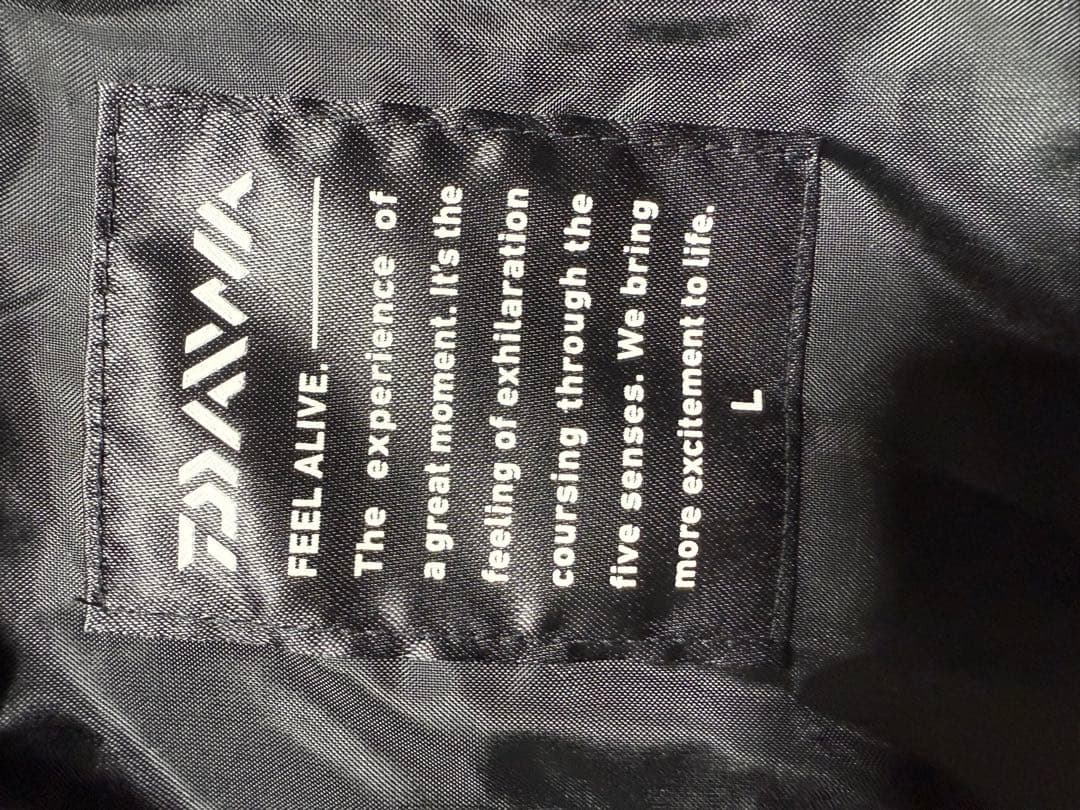 DAIWA
FEEL ALIVE.
The experience of
a great moment. It's the
feeling of exhilaration
coursing through the
five senses. We bring
more excitement to life.
L